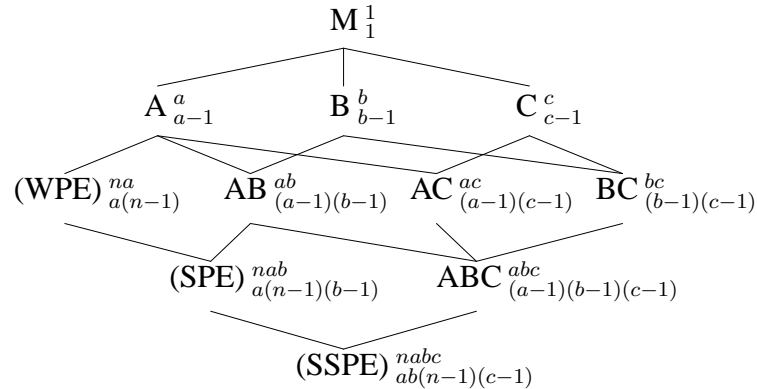 M 1 1
A a a−1 B b b−1 C c c−1
(WPE) na a(n−1) AB ab (a−1)(b−1) AC ac (a−1)(c−1) BC bc (b−1)(c−1)
(SPE) nab a(n−1)(b−1) ABC abc (a−1)(b−1)(c−1)
(SSPE) nabc ab(n−1)(c−1)